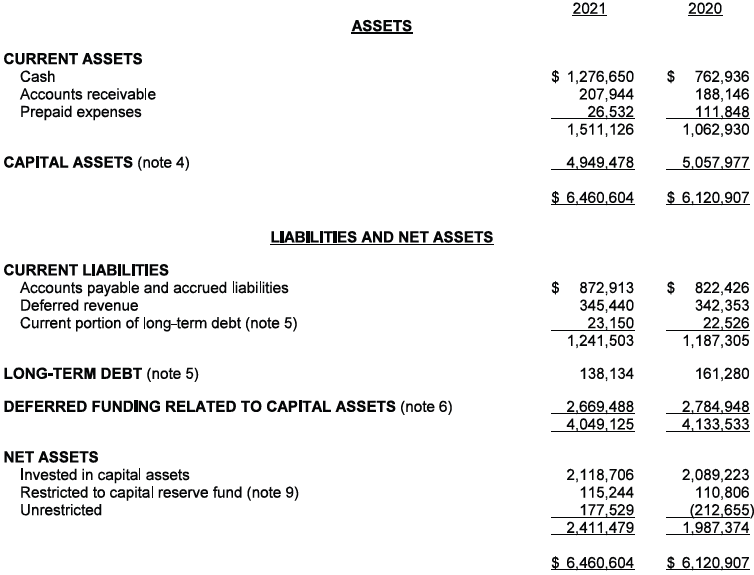 2021 2020
ASSETS
CURRENT ASSETS
Cash $ 1,276,650 $ 762,936
Accounts receivable 207,944 188,146
Prepaid expenses 26,532 111,848
1,511,126 1,062,930
CAPITAL ASSETS (note 4) 4,949,478 5,057,977
$ 6,460,604 $ 6,120,907
LIABILITIES AND NET ASSETS
CURRENT LIABILITIES
Accounts payable and accrued liabilities $ 872,913 $ 822,426
Deferred revenue 345,440 342,353
Current portion of long-term debt (note 5) 23,150 22,526
1,241,503 1,187,305
LONG-TERM DEBT (note 5) 138,134 161,280
DEFERRED FUNDING RELATED TO CAPITAL ASSETS (note 6) 2,669,488 2,784,948
4,049,125 4,133,533
NET ASSETS
Invested in capital assets 2,118,706 2,089,223
Restricted to capital reserve fund (note 9) 115,244 110,806
Unrestricted 177,529 (212,655)
2,411,479 1,987,374
$ 6,460,604 $ 6,120,907